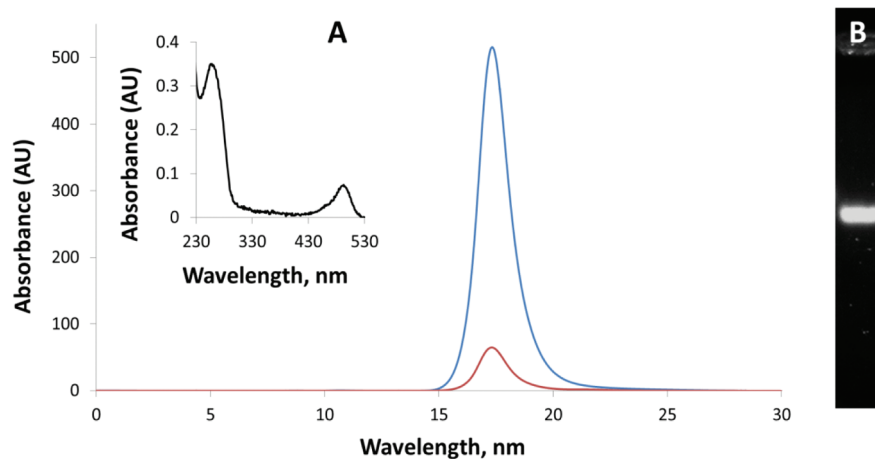 A
B
Absorbance (AU)
500
400
300
200
100
0
0 5 10 15 20 25 30
Wavelength, nm
Absorbance (AU)
0.4
0.3
0.2
0.1
0
230 330 430 530
Wavelength, nm